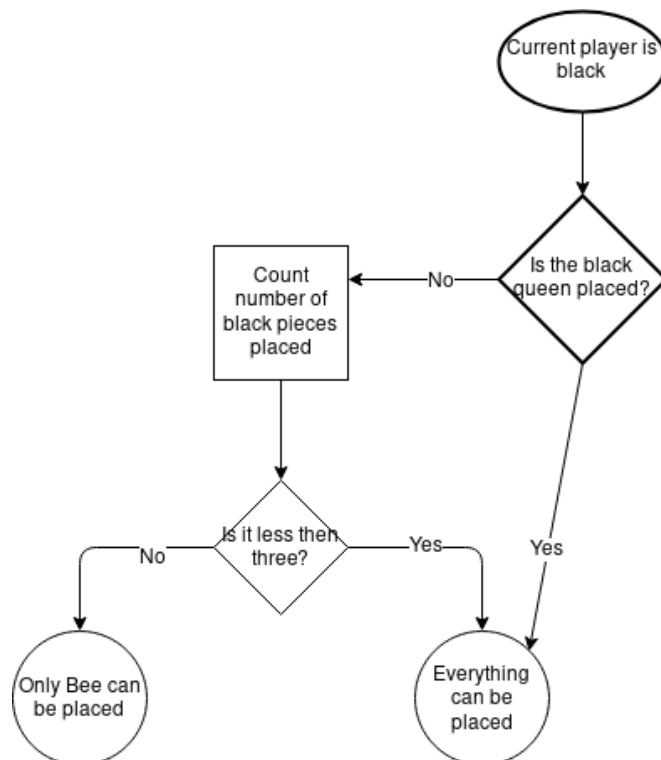 Current player is
black
Is the black
queen placed?
No
Count
number of
black pieces
placed
Is it less then
three?
No
Yes
Yes
Only Bee can
be placed
Everything
can be
placed